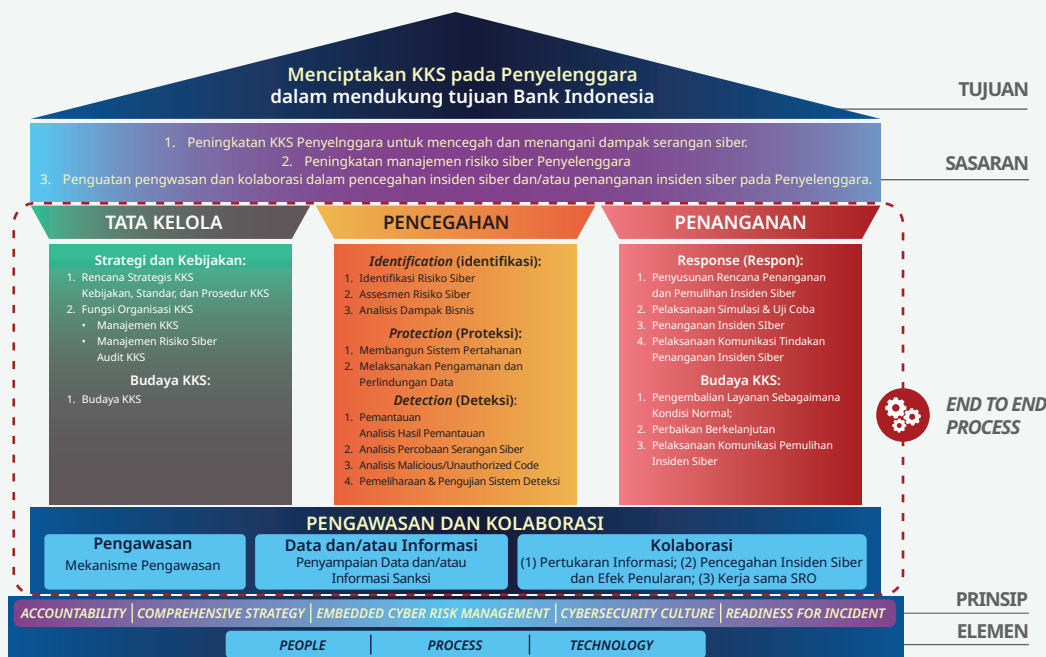 Menciptakan KKS pada Penyelenggara
dalam mendukung tujuan Bank Indonesia
TUJUAN
1. Peningkatan KKS Penyelnggara untuk mencegah dan menangani dampak serangan siber.
2. Peningkatan manajemen risiko siber Penyelenggara
3. Penguatan pengwasan dan kolaborasi dalam pencegahan insiden siber dan/atau penanganan insiden siber pada Penyelenggara.
SASARAN
TATA KELOLA
Strategi dan Kebijakan:
1. Rencana Strategis KKS
Kebijakan, Standar, dan Prosedur KKS
2. Fungsi Organisasi KKS
• Manajemen KKS
• Manajemen Risiko Siber
Audit KKS
Budaya KKS:
1. Budaya KKS
PENCEGAHAN
Identification (identifikasi):
1. Identifikasi Risiko Siber
2. Assesmen Risiko Siber
3. Analisis Dampak Bisnis
Protection (Proteksi):
1. Membangun Sistem Pertahanan
2. Melaksanakan Pengamanan dan
Perlindungan Data
Detection (Deteksi):
1. Pemantauan
Analisis Hasil Pemantauan
2. Analisis Percobaan Serangan Siber
3. Analisis Malicious/Unauthorized Code
4. Pemeliharaan & Pengujian Sistem Deteksi
PENANGANAN
Response (Respon):
1. Penyusunan Rencana Penanganan
dan Pemulihan Insiden Siber
2. Pelaksanaan Simulasi & Uji Coba
3. Penanganan Insiden SIber
4. Pelaksanaan Komunikasi Tindakan
Penanganan Insiden Siber
Budaya KKS:
1. Pengembalian Layanan Sebagaimana
Kondisi Normal;
2. Perbaikan Berkelanjutan
3. Pelaksanaan Komunikasi Pemulihan
Insiden Siber
END TO END
PROCESS
PENGAWASAN DAN KOLABORASI
Pengawasan
Mekanisme Pengawasan
Data dan/atau Informasi
Penyampaian Data dan/atau
Informasi Sanksi
Kolaborasi
(1) Pertukaran Informasi; (2) Pencegahan Insiden Siber
dan Efek Penularan; (3) Kerja sama SRO
ACCOUNTABILITY | COMPREHENSIVE STRATEGY | EMBEDDED CYBER RISK MANAGEMENT | CYBERSECURITY CULTURE | READINESS FOR INCIDENT
PRINSIP
PEOPLE | PROCESS | TECHNOLOGY
ELEMEN